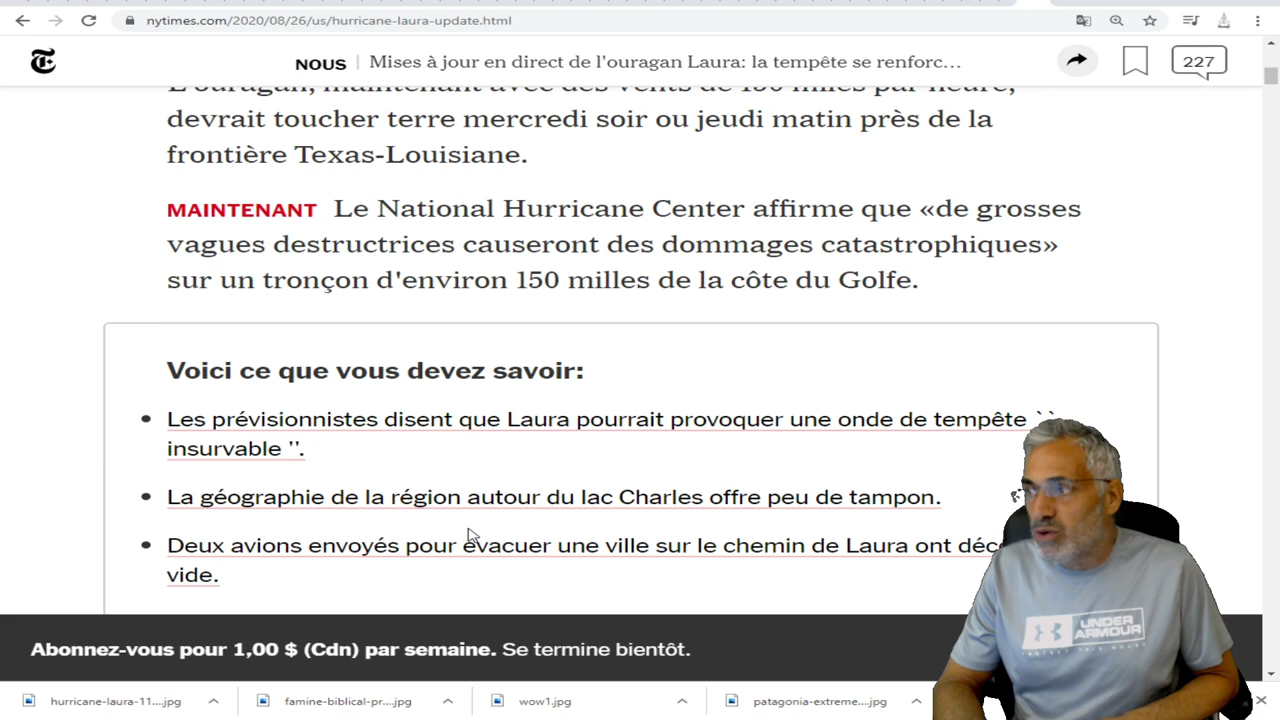 nytimes.com/2020/08/26/us/hurricane-laura-update.html
NOUS | Mises à jour en direct de l'ouragan Laura: la tempête se renforc…
227
L'ouragan, maintenant avec des vents de 150 miles par heure,
devrait toucher terre mercredi soir ou jeudi matin près de la
frontière Texas-Louisiane.
MAINTENANT Le National Hurricane Center affirme que «de grosses
vagues destructrices causeront des dommages catastrophiques»
sur un tronçon d'environ 150 milles de la côte du Golfe.
Voici ce que vous devez savoir:
• Les prévisionnistes disent que Laura pourrait provoquer une onde de tempête ``
insurvable ''.
• La géographie de la région autour du lac Charles offre peu de tampon.
• Deux avions envoyés pour évacuer une ville sur le chemin de Laura ont
vide.
UNDER
ARMOUR
Abonnez-vous pour 1,00 $ (Cdn) par semaine. Se termine bientôt.
hurricane-laura-11....jpg
famine-biblical-pr....jpg
wow1.jpg
patagonia-extreme....jpg